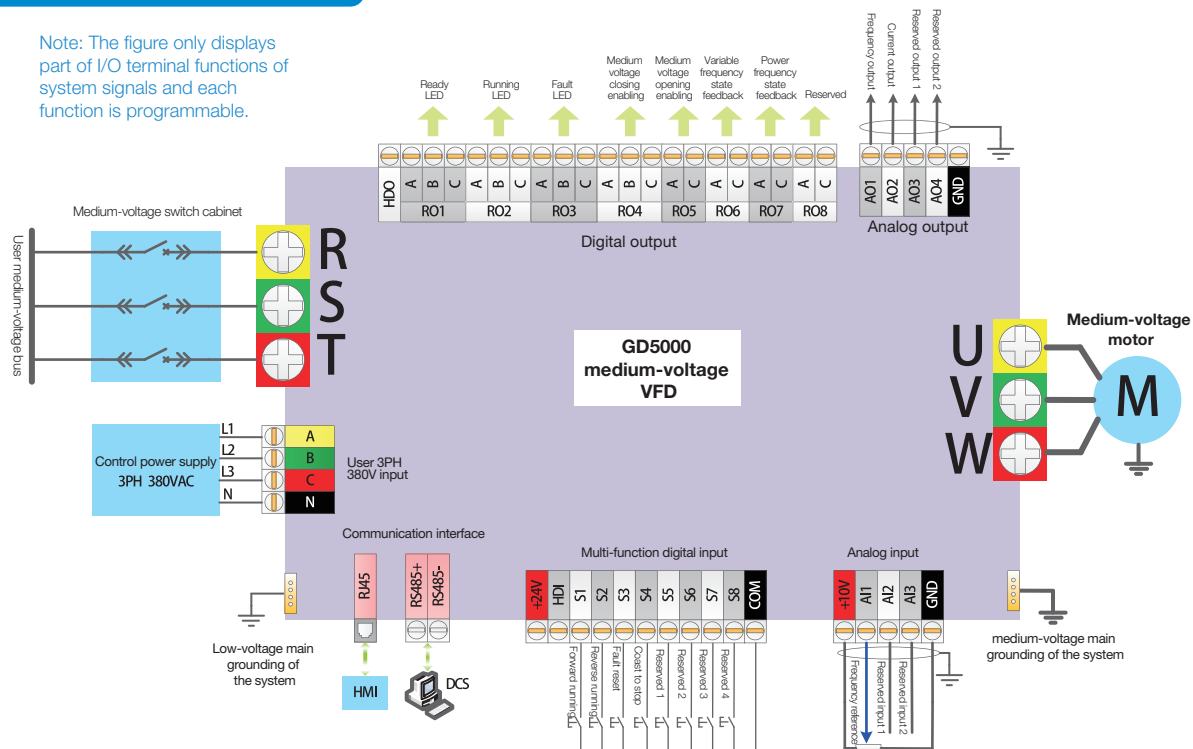 Note: The figure only displays
part of I/O terminal functions of
system signals and each
function is programmable.
Ready
LED
Running
LED
Fault
LED
Medium
voltage
closing
enabling
Medium
voltage
opening
enabling
Variable
frequency
state
feedback
Power
frequency
state
feedback
Reserved
Frequency output
Current output
Reserved output 1
Reserved output 2
HDO
A B C
RO1
A B C
RO2
A B C
RO3
A B C
RO4
A C
RO5
A C
RO6
A C
RO7
A C
RO8
Digital output
AO1
AO2
AO3
AO4
GND
Analog output
Medium-voltage switch cabinet
User medium-voltage bus
R
S
T
GD5000
medium-voltage
VFD
U
V
W
Medium-voltage
motor
M
Control power supply
3PH 380VAC
L1
L2
L3
N
A
B
C
N
User 3PH
380V input
Communication interface
RJ45
RS485+
RS485-
HMI
DCS
Low-voltage main
grounding of
the system
Multi-function digital input
+24V
HDI
S1
S2
S3
S4
S5
S6
S7
S8
COM
Forward running
Reverse running
Fault reset
Coast to stop
Reserved 1
Reserved 2
Reserved 3
Reserved 4
Analog input
+10V
AI1
AI2
AI3
GND
Frequency reference
Reserved input 1
Reserved input 2
medium-voltage main
grounding of the system